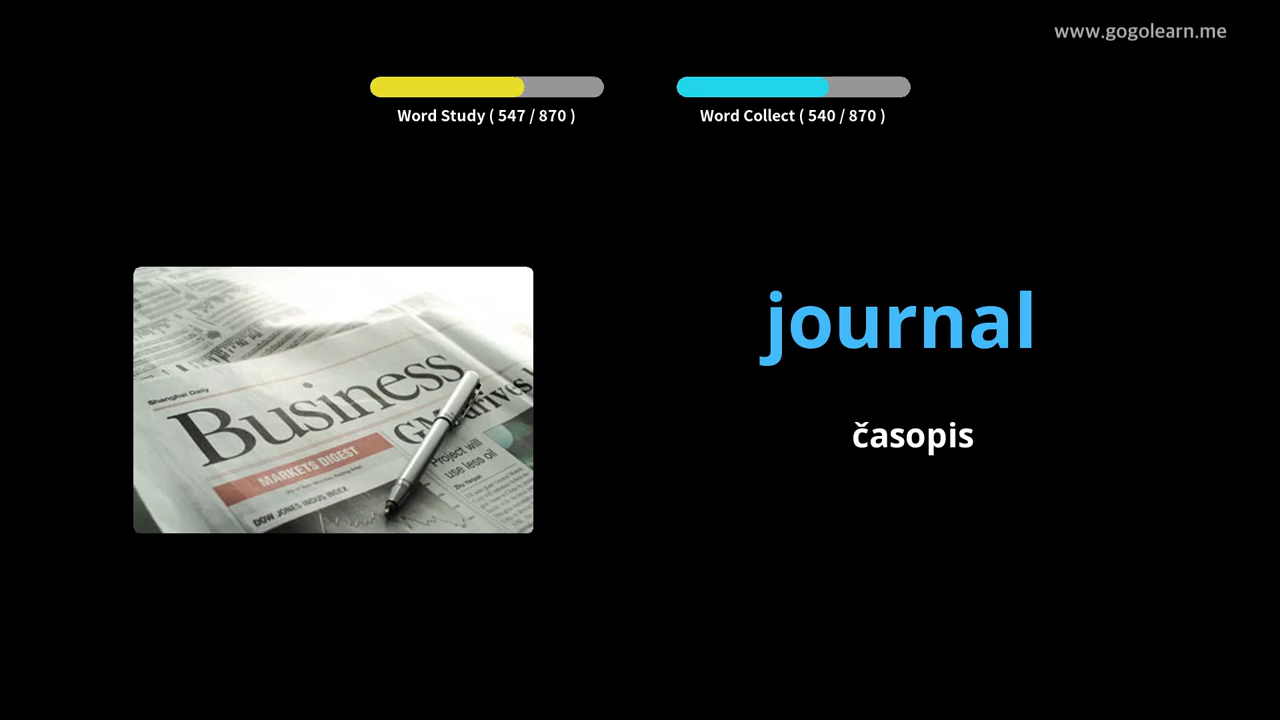 www.gogolearn.me
Word Study ( 547 / 870 )
Word Collect ( 540 / 870 )
journal
časopis
Shanghai Daily
Business
MARKETS DIGEST
DOW JONES INDUS INDEX
GM drives
Project will
use less oil